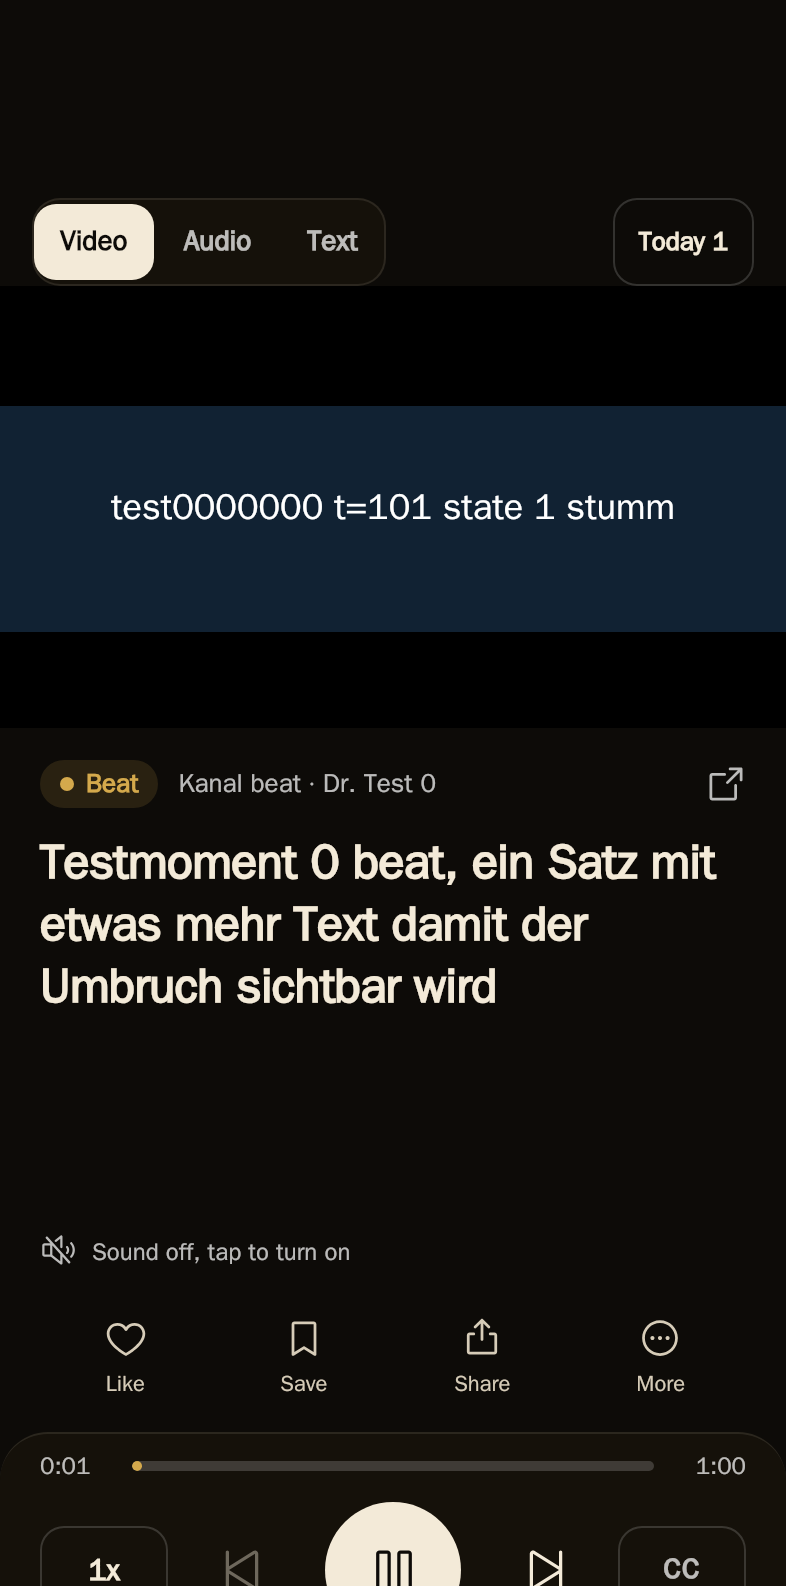 Video Audio Text Today 1
test0000000 t=101 state 1 stumm
Beat Kanal beat · Dr. Test 0
Testmoment 0 beat, ein Satz mit
etwas mehr Text damit der
Umbruch sichtbar wird
Sound off, tap to turn on
Like Save Share More
0:01 1:00
1x CC